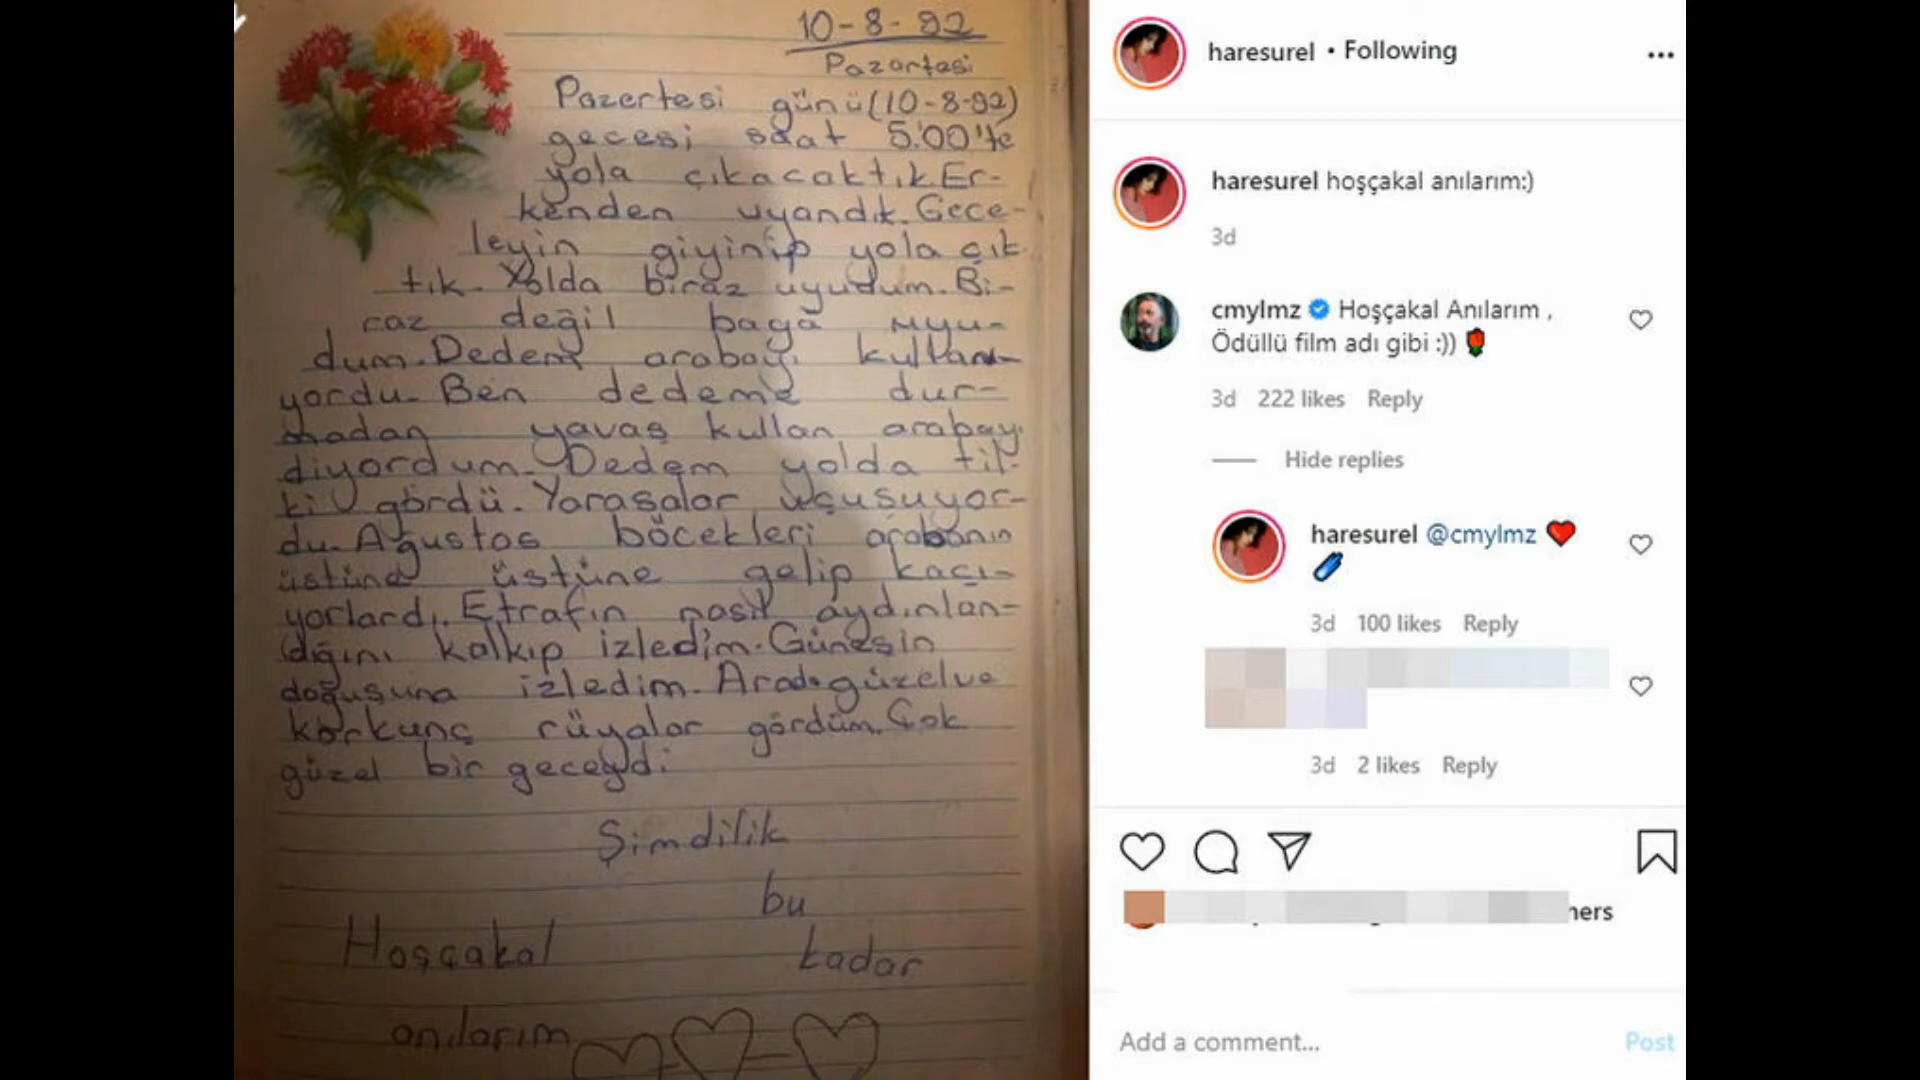 10-8-92
Pazartesi
Pazertesi günü(10-8-92)
gecesi saat 5.00'te
yola çıkacaktık.Er-
kenden uyandık.Gece-
leyin giyinip yola çık
tık. Yolda biraz uyudum.Bi-
raz değil bagā uyu-
dum.Dedem arabayı kullanı-
yordu.Ben dedeme dur-
madan yavaş kullan arabayı
diyordum.Dedem yolda til-
ki gördü.Yarasalar uçuşuyor-
du.Ağustos böcekleri arabanın
üstüne üstüne gelip kaçı-
yorlardı.Etrafın nasıl aydınlan-
dığını kalkıp izledim.Güneşin
doğuşuna izledim.Arada güzelve
korkunç rüyalar gördüm.Çok
güzel bir geceydi
Şimdilik
bu
kadar
Hoşçakal
anılarım
haresurel • Following
haresurel hoşçakal anılarım:)
3d
cmylmz Hoşçakal Anılarım ,
Ödüllü film adı gibi :)) 🌹
3d 222 likes Reply
Hide replies
haresurel @cmylmz ❤️
3d 100 likes Reply
3d 2 likes Reply
hers
Add a comment...
Post